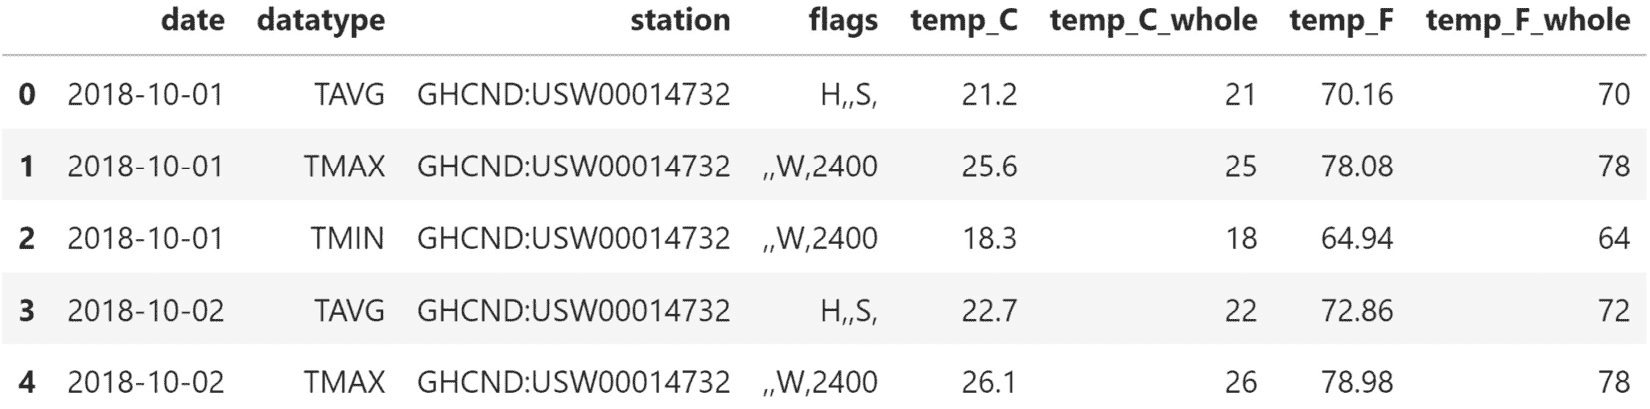 date datatype station flags temp_C temp_C_whole temp_F temp_F_whole
0 2018-10-01 TAVG GHCND:USW00014732 H,,S, 21.2 21 70.16 70
1 2018-10-01 TMAX GHCND:USW00014732 ,,W,2400 25.6 25 78.08 78
2 2018-10-01 TMIN GHCND:USW00014732 ,,W,2400 18.3 18 64.94 64
3 2018-10-02 TAVG GHCND:USW00014732 H,,S, 22.7 22 72.86 72
4 2018-10-02 TMAX GHCND:USW00014732 ,,W,2400 26.1 26 78.98 78